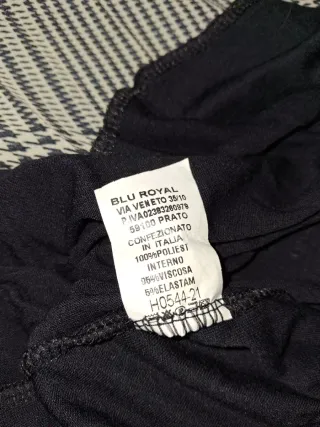 BLU ROYAL
VIA VENETO 35/10
P.IVA02383260979
59100 PRATO
CONFEZIONATO
IN ITALIA
100%POLIEST
INTERNO
95%VISCOSA
5%ELASTAM
H0544-21